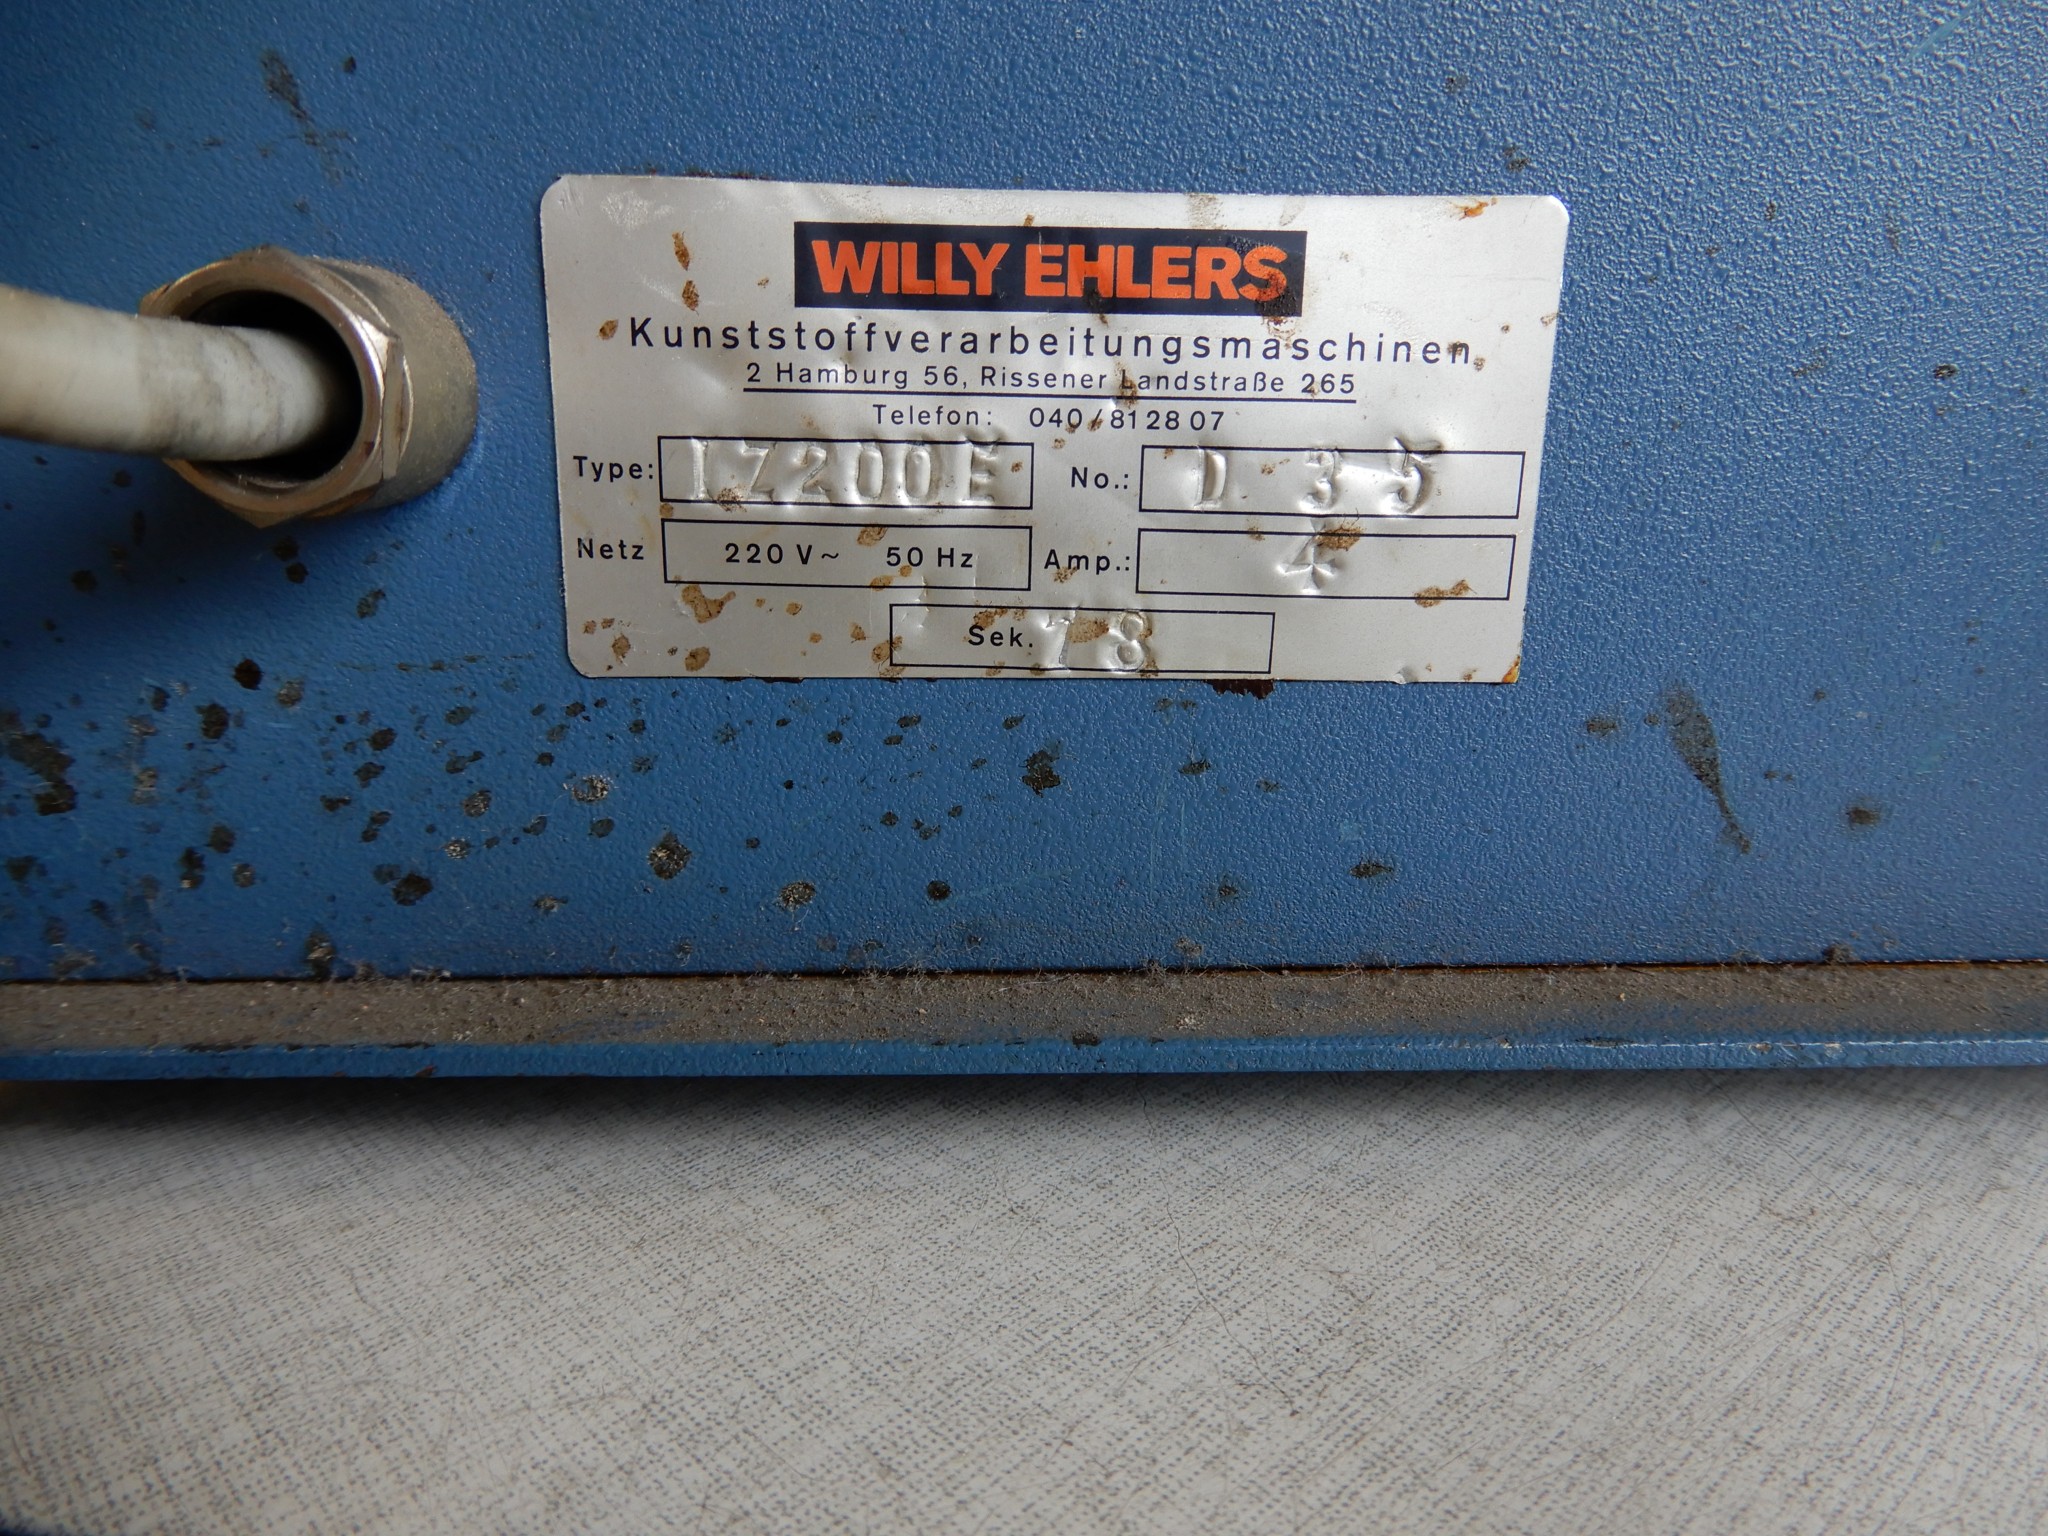 WILLY EHLERS
Kunststoffverarbeitungsmaschinen
2 Hamburg 56, Rissener Landstraße 265
Telefon: 040/812807
Type: IZ200E No.: D 35
Netz 220 V~ 50 Hz Amp.: 4
Sek. 18